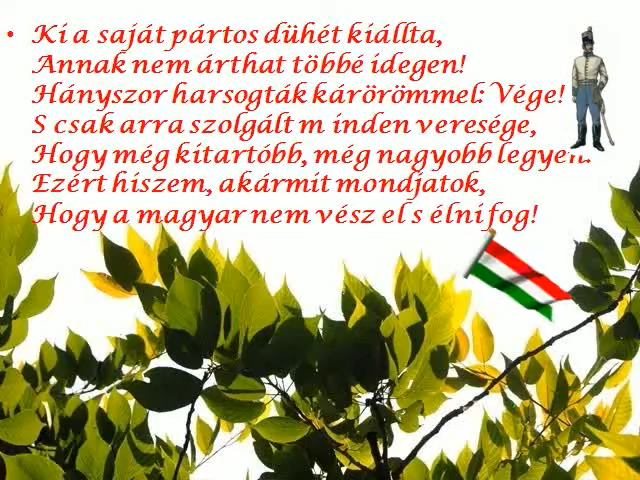 • Ki a saját pártos dühét kiállta,
Annak nem árthat többé idegen!
Hányszor harsogták kárörömmel: Vége!
S csak arra szolgált m inden veresége,
Hogy még kitartóbb, még nagyobb legyen.
Ezért hiszem, akármit mondjatok,
Hogy a magyar nem vész el s élni fog!